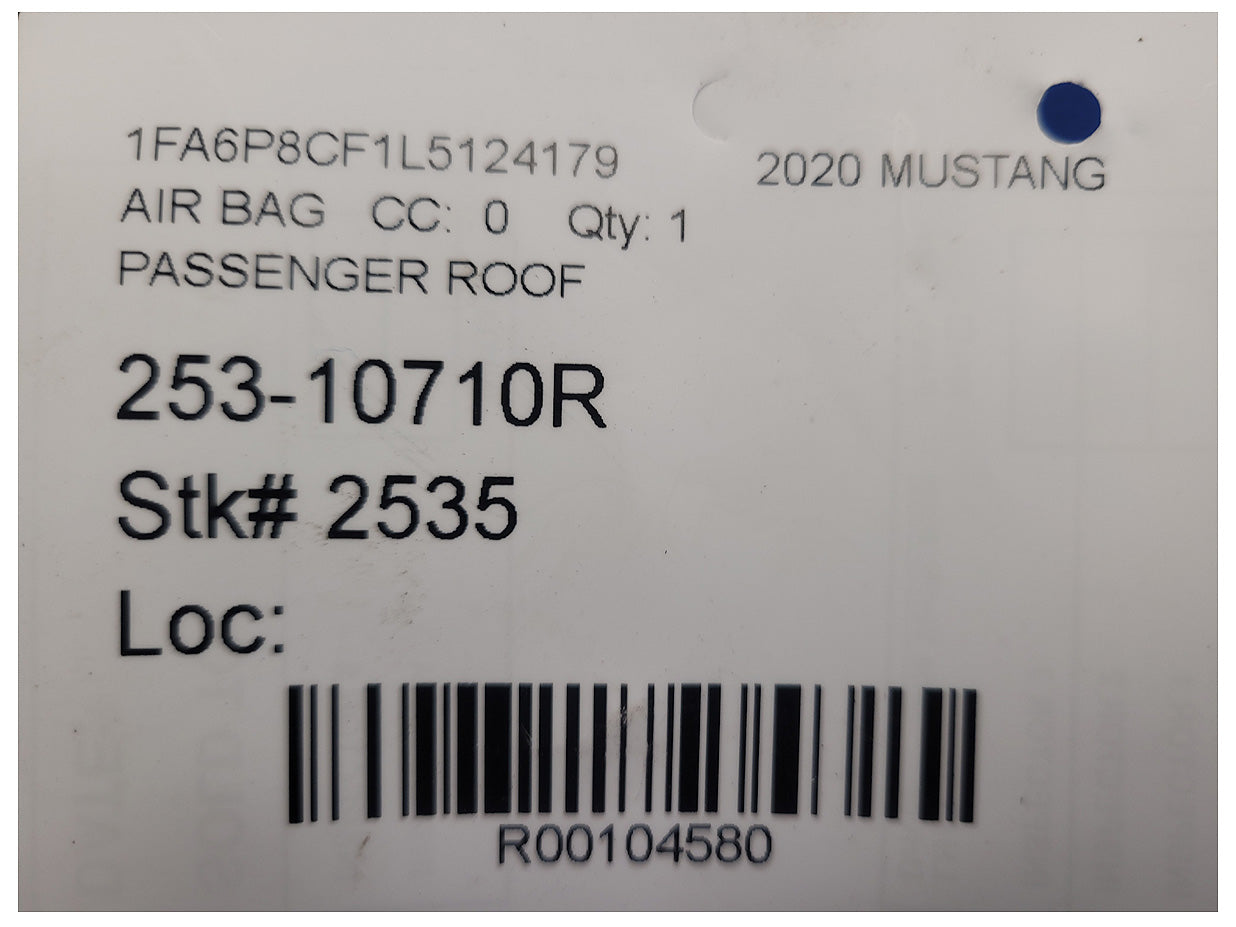 1FA6P8CF1L5124179 2020 MUSTANG
AIR BAG CC: 0 Qty: 1
PASSENGER ROOF
253-10710R
Stk# 2535
Loc:
R00104580